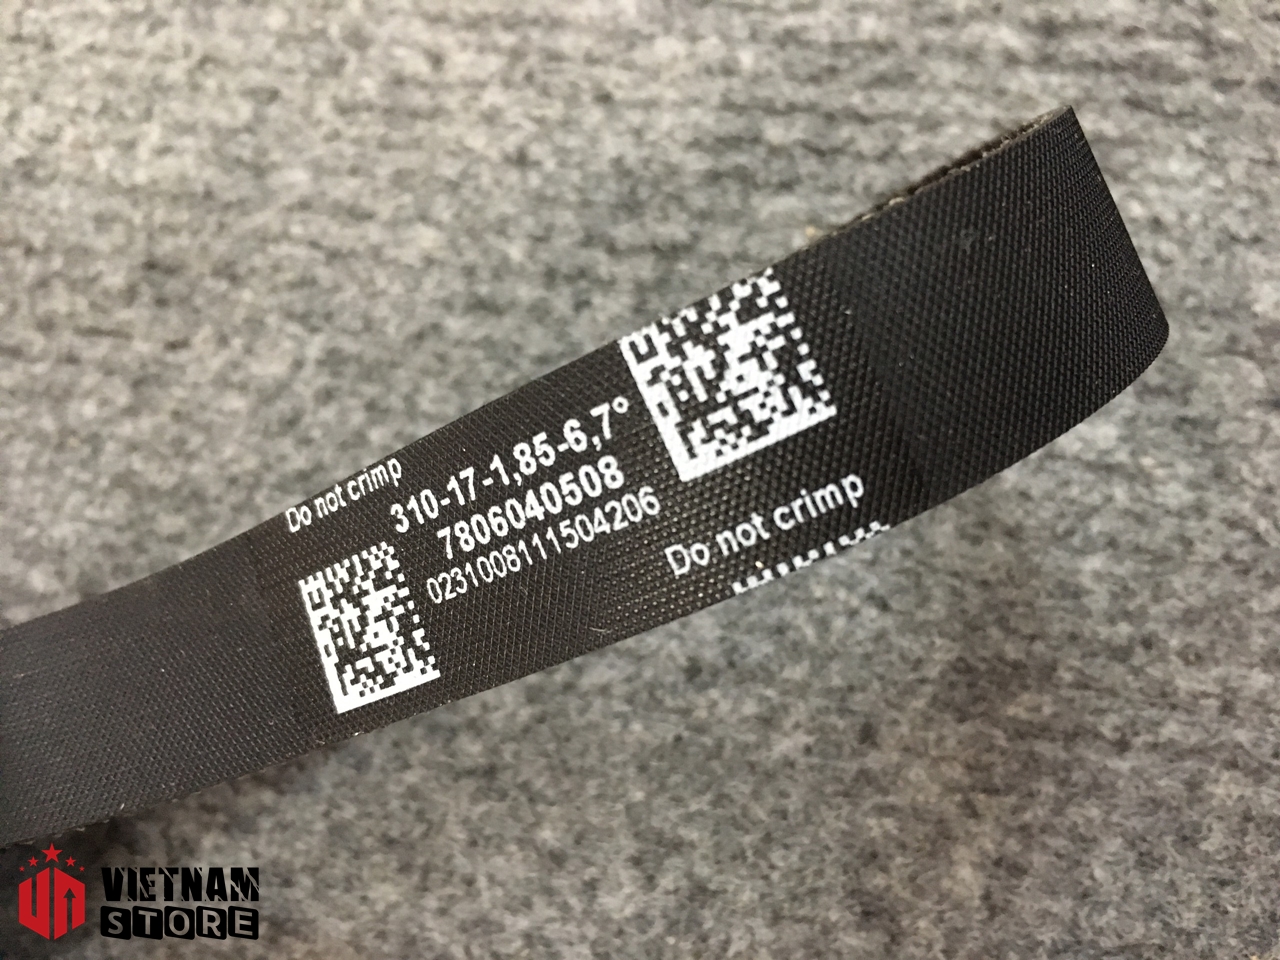 Do not crimp
310-17-1,85-6,7°
7806040508
0231008111504206
Do not crimp
VIETNAM
STORE